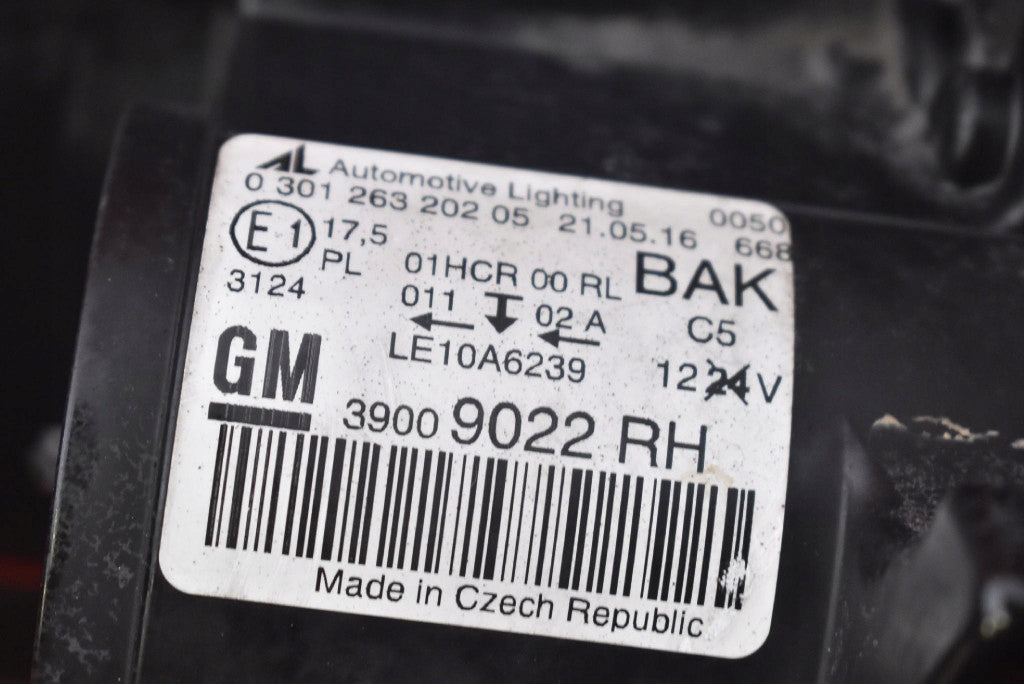 AL Automotive Lighting 0050
0 301 263 202 05 21.05.16 668
E1 17,5 BAK
3124 PL 01HCR 00 RL
011 02 A C5
LE10A6239 12 24 V
GM
3900 9022 RH
Made in Czech Republic